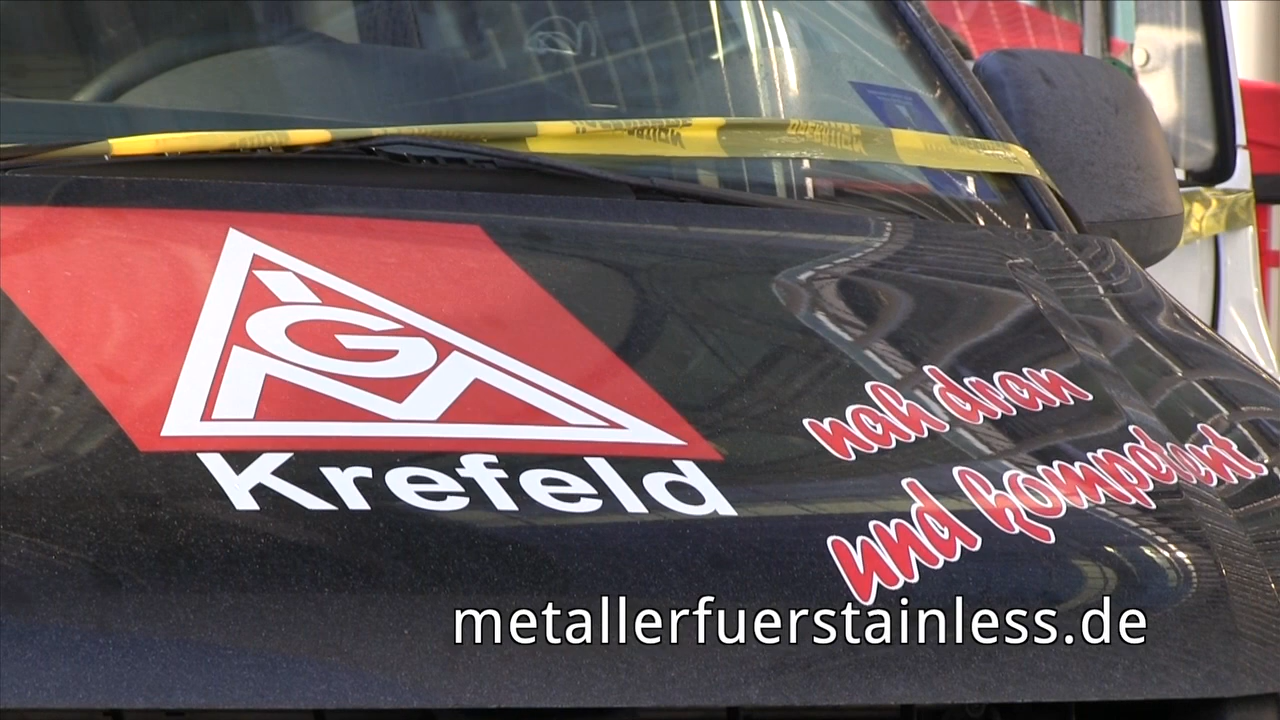 IGM
Krefeld
nah dran
und kompetent
metallerfuerstainless.de